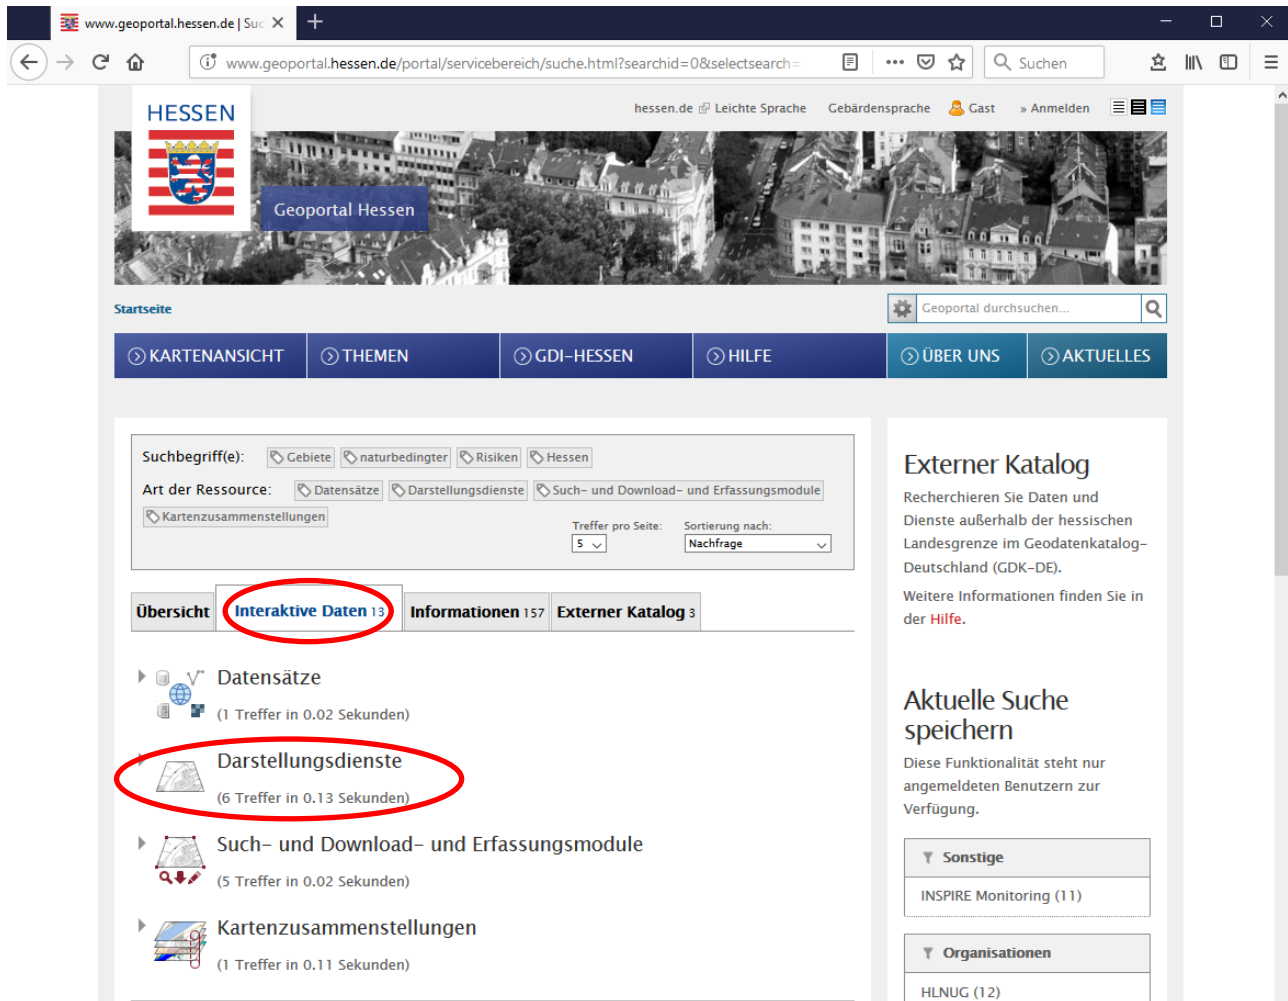 www.geoportal.hessen.de | Suc
www.geoportal.hessen.de/portal/servicebereich/suche.html?searchid=0&selectsearch=
Suchen
HESSEN
hessen.de Leichte Sprache Gebärdensprache Gast » Anmelden
Geoportal Hessen
Startseite
Geoportal durchsuchen...
KARTENANSICHT THEMEN GDI-HESSEN HILFE ÜBER UNS AKTUELLES
Suchbegriff(e): Gebiete naturbedingter Risiken Hessen
Art der Ressource: Datensätze Darstellungsdienste Such- und Download- und Erfassungsmodule
Kartenzusammenstellungen
Treffer pro Seite: Sortierung nach:
5 Nachfrage
Übersicht Interaktive Daten 13 Informationen 157 Externer Katalog 3
Datensätze
(1 Treffer in 0.02 Sekunden)
Darstellungsdienste
(6 Treffer in 0.13 Sekunden)
Such- und Download- und Erfassungsmodule
(5 Treffer in 0.02 Sekunden)
Kartenzusammenstellungen
(1 Treffer in 0.11 Sekunden)
Externer Katalog
Recherchieren Sie Daten und
Dienste außerhalb der hessischen
Landesgrenze im Geodatenkatalog-
Deutschland (GDK-DE).
Weitere Informationen finden Sie in
der Hilfe.
Aktuelle Suche
speichern
Diese Funktionalität steht nur
angemeldeten Benutzern zur
Verfügung.
Sonstige
INSPIRE Monitoring (11)
Organisationen
HLNUG (12)